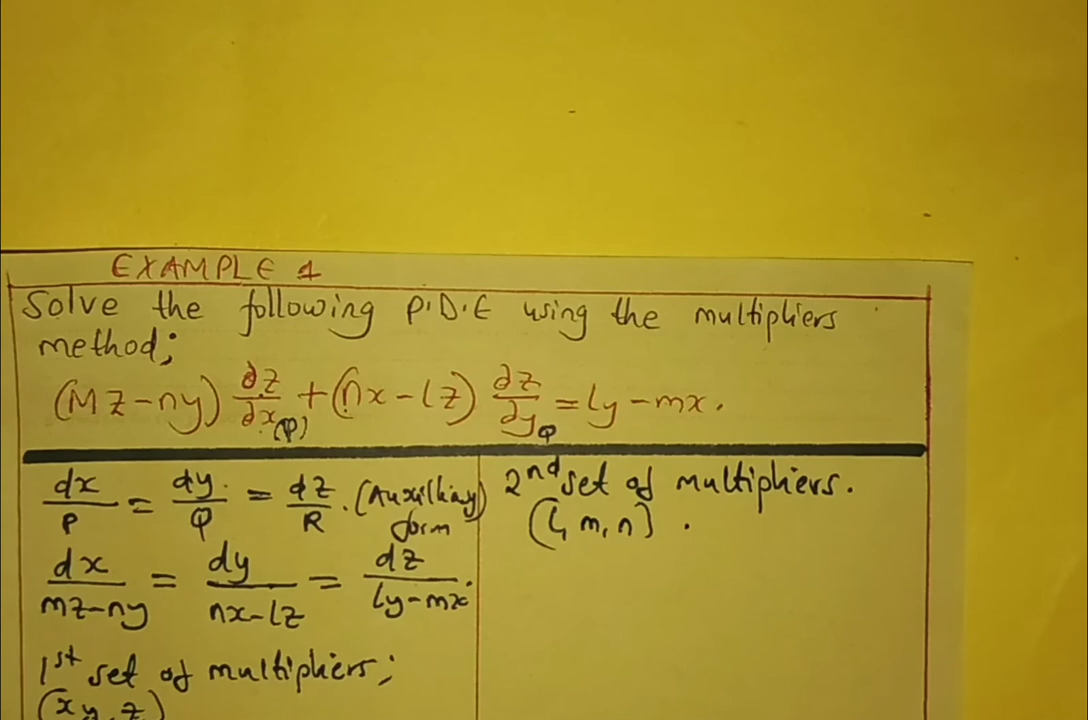 EXAMPLE 1
Solve the following P.D.E using the multipliers
method;
(Mz-ny) ∂z/∂x (P) + (nx-lz) ∂z/∂y Q = ly-mx.
dx/P = dy/Q = dz/R. (Auxilliay) form
dx/mz-ny = dy/nx-lz = dz/ly-mx.
1st set of multipliers;
(x,y,z)
2nd set of multipliers.
(l, m, n).